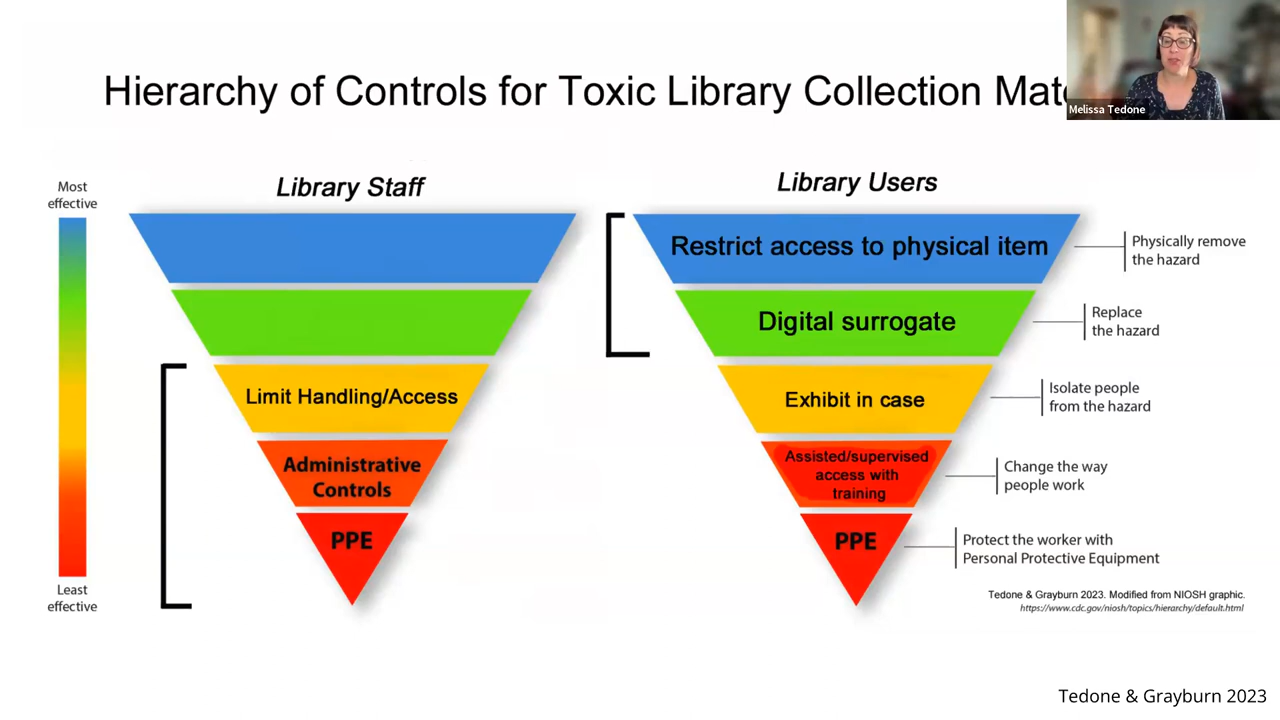 Hierarchy of Controls for Toxic Library Collection
Melissa Tedone
Most
effective
Least
effective
Library Staff
Limit Handling/Access
Administrative
Controls
PPE
Library Users
Restrict access to physical item
Digital surrogate
Exhibit in case
Assisted/supervised
access with
training
PPE
Physically remove
the hazard
Replace
the hazard
Isolate people
from the hazard
Change the way
people work
Protect the worker with
Personal Protective Equipment
Tedone & Grayburn 2023. Modified from NIOSH graphic.
https://www.cdc.gov/niosh/topics/hierarchy/default.html
Tedone & Grayburn 2023